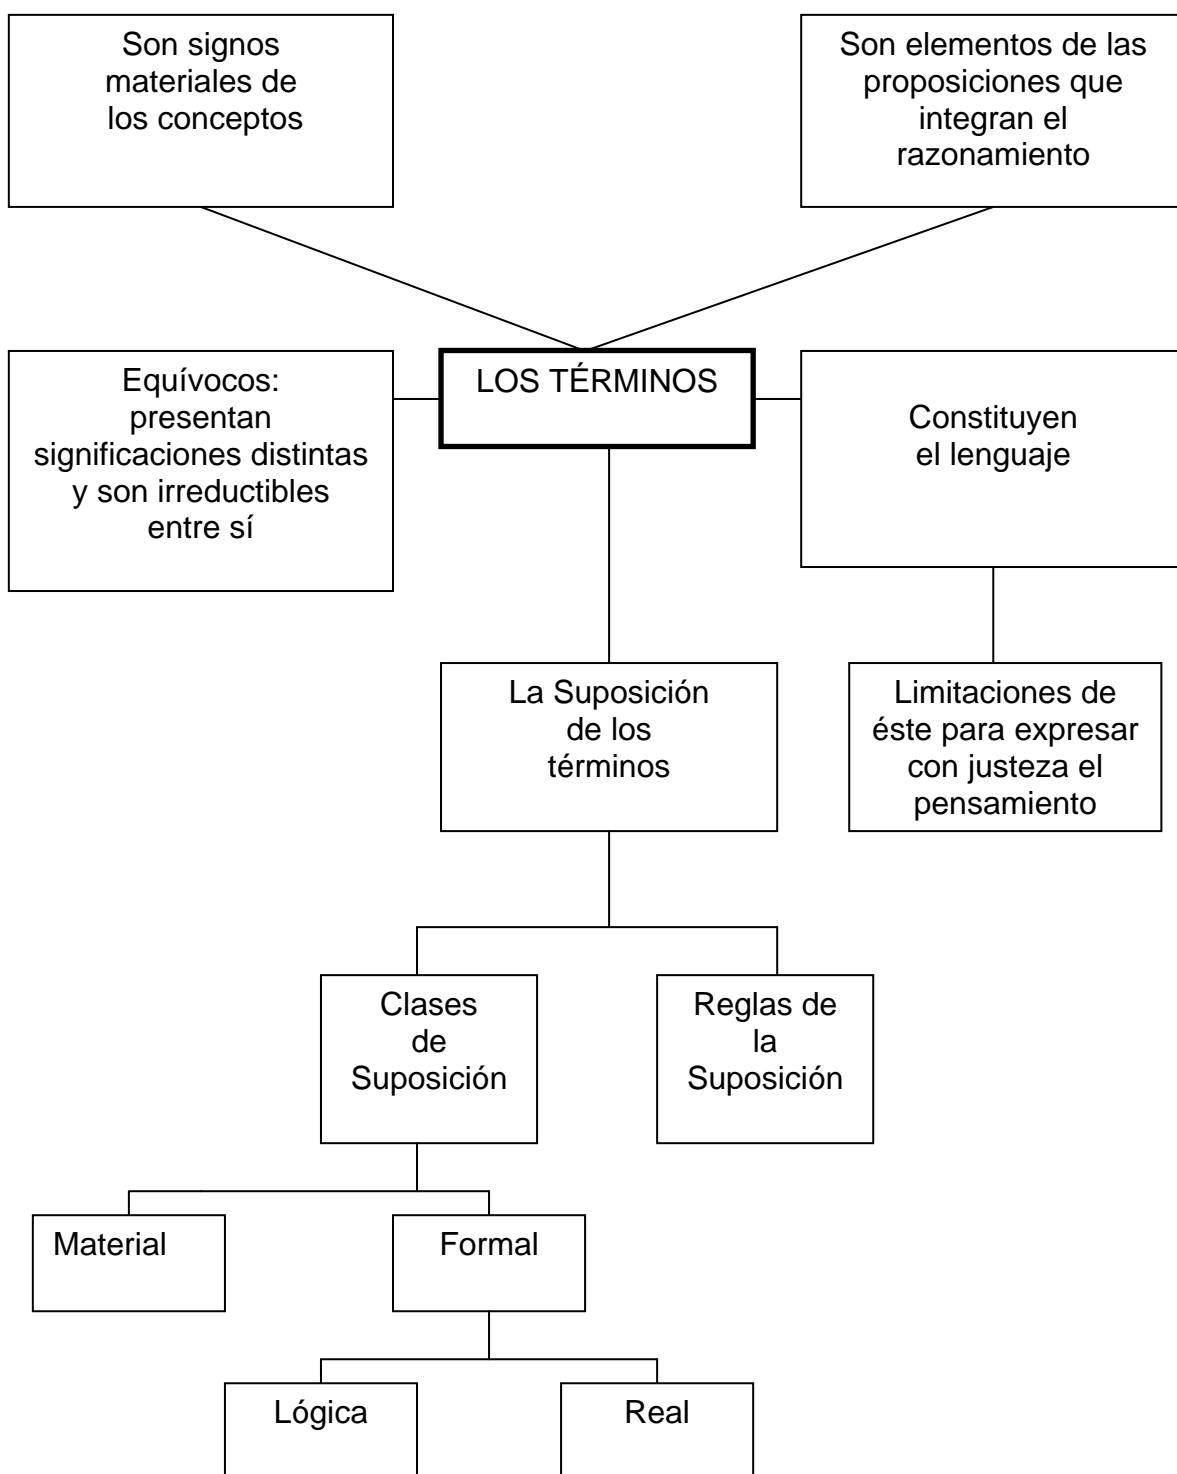 Son signos
materiales de
los conceptos
Son elementos de las
proposiciones que
integran el
razonamiento
Equívocos:
presentan
significaciones distintas
y son irreductibles
entre sí
LOS TÉRMINOS
Constituyen
el lenguaje
La Suposición
de los
términos
Limitaciones de
éste para expresar
con justeza el
pensamiento
Clases
de
Suposición
Reglas de
la
Suposición
Material
Formal
Lógica
Real